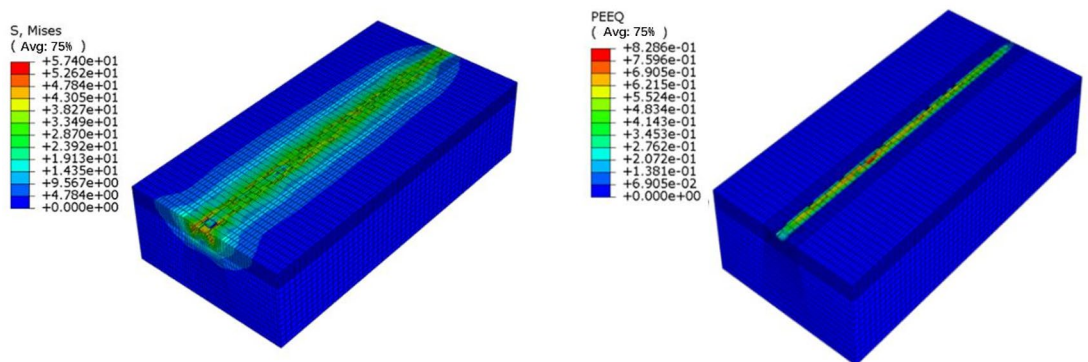 S, Mises
( Avg: 75% )
+5.740e+01
+5.262e+01
+4.784e+01
+4.305e+01
+3.827e+01
+3.349e+01
+2.870e+01
+2.392e+01
+1.913e+01
+1.435e+01
+9.567e+00
+4.784e+00
+0.000e+00
PEEQ
( Avg: 75% )
+8.286e-01
+7.596e-01
+6.905e-01
+6.215e-01
+5.524e-01
+4.834e-01
+4.143e-01
+3.453e-01
+2.762e-01
+2.072e-01
+1.381e-01
+6.905e-02
+0.000e+00